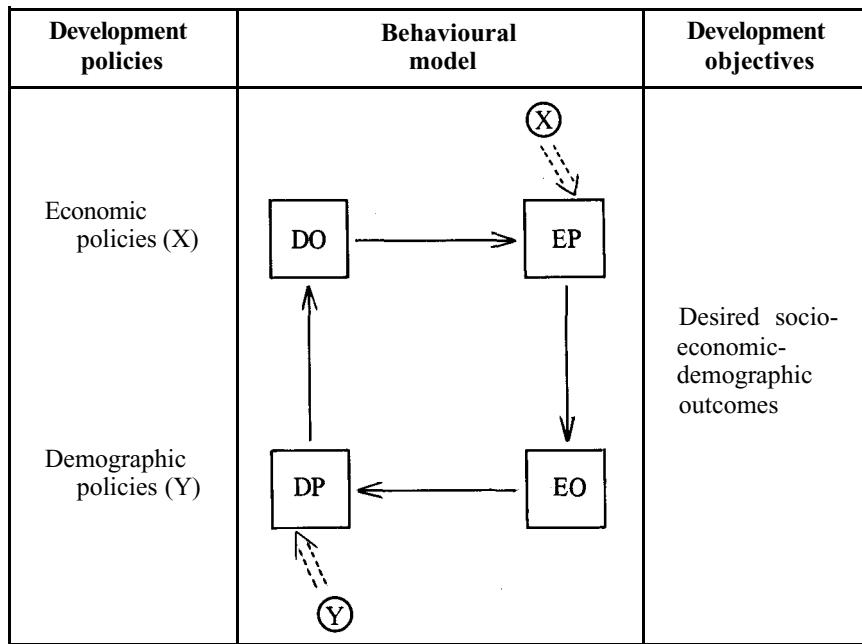 Development
policies
Behavioural
model
Development
objectives
Economic
policies (X)
Demographic
policies (Y)
X
DO
EP
DP
EO
Y
Desired socio-
economic-
demographic
outcomes